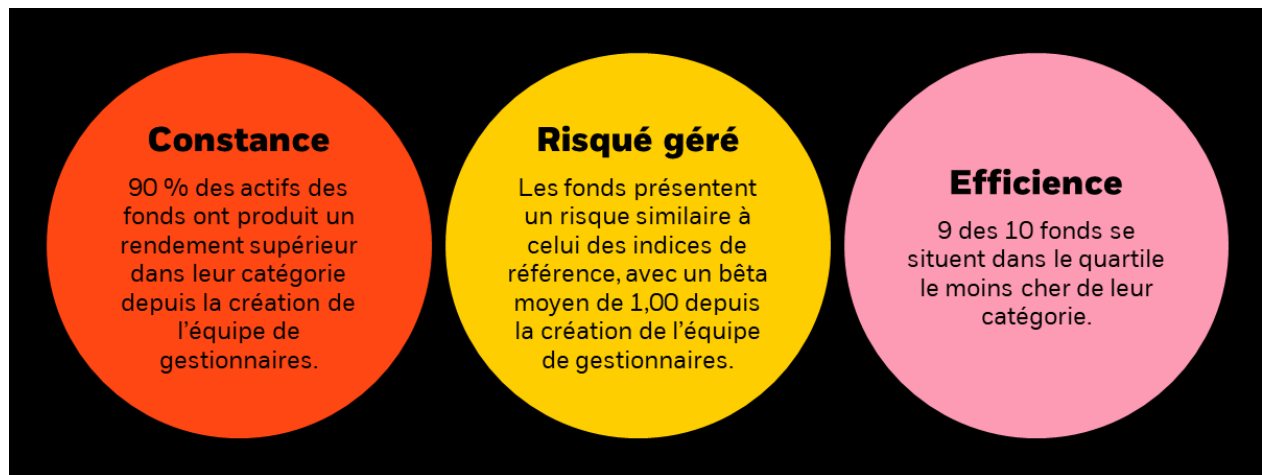 Constance
90 % des actifs des
fonds ont produit un
rendement supérieur
dans leur catégorie
depuis la création de
l’équipe de
gestionnaires.
Risqué géré
Les fonds présentent
un risque similaire à
celui des indices de
référence, avec un bêta
moyen de 1,00 depuis
la création de l’équipe
de gestionnaires.
Efficience
9 des 10 fonds se
situent dans le quartile
le moins cher de leur
catégorie.